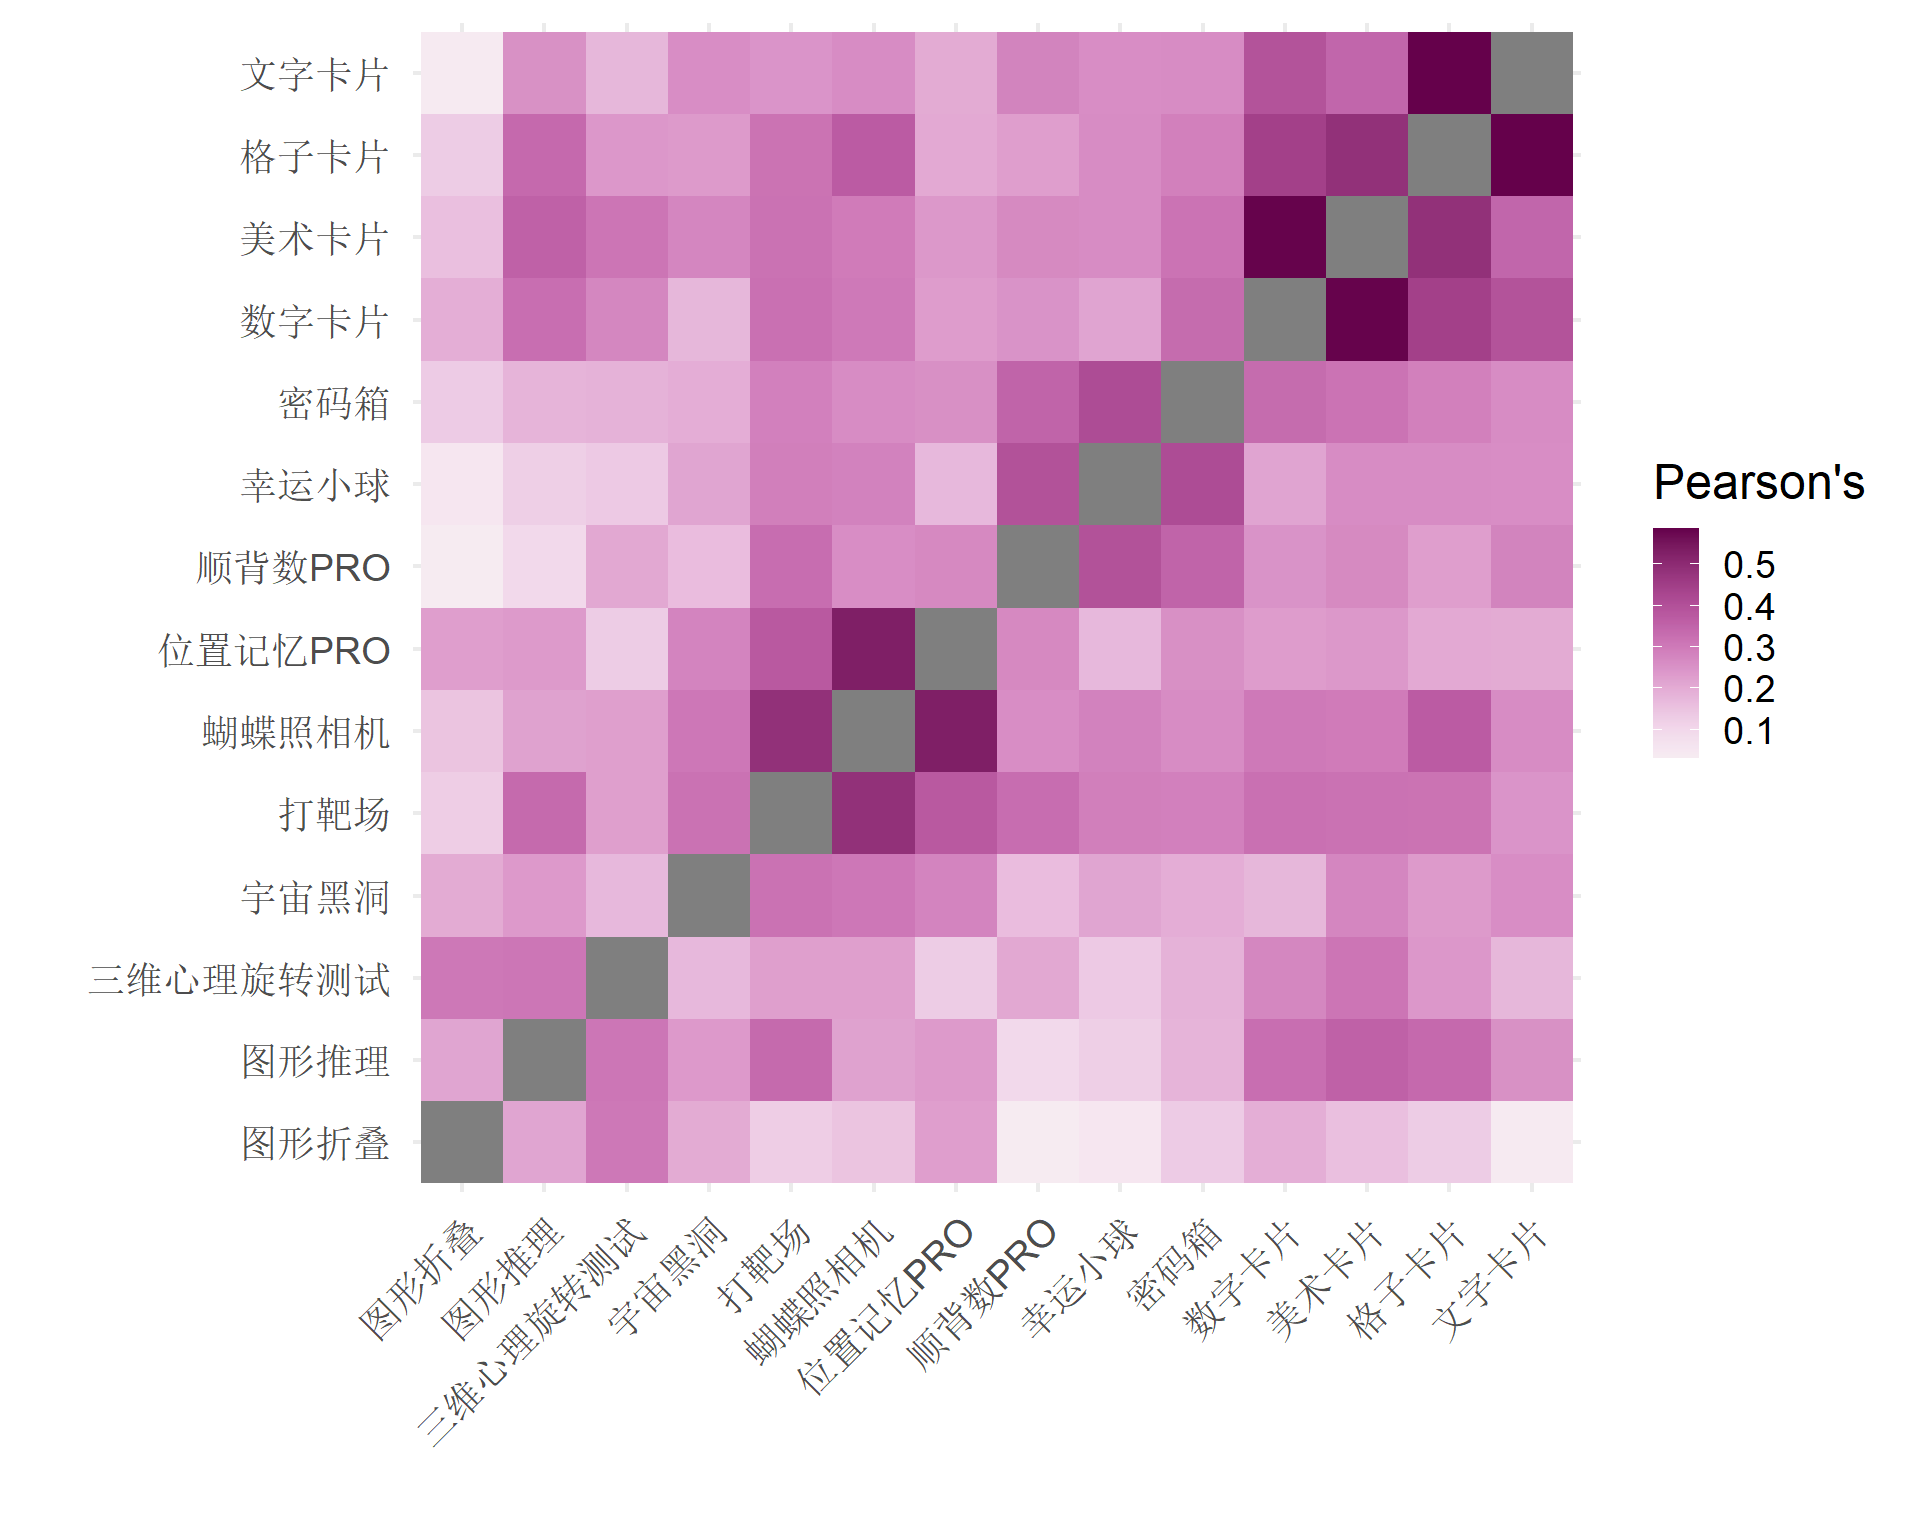 文字卡片
格子卡片
美术卡片
数字卡片
密码箱
幸运小球
顺背数PRO
位置记忆PRO
蝴蝶照相机
打靶场
宇宙黑洞
三维心理旋转测试
图形推理
图形折叠
图形折叠
图形推理
三维心理旋转测试
宇宙黑洞
打靶场
蝴蝶照相机
位置记忆PRO
顺背数PRO
幸运小球
密码箱
数字卡片
美术卡片
格子卡片
文字卡片
Pearson's
0.5
0.4
0.3
0.2
0.1